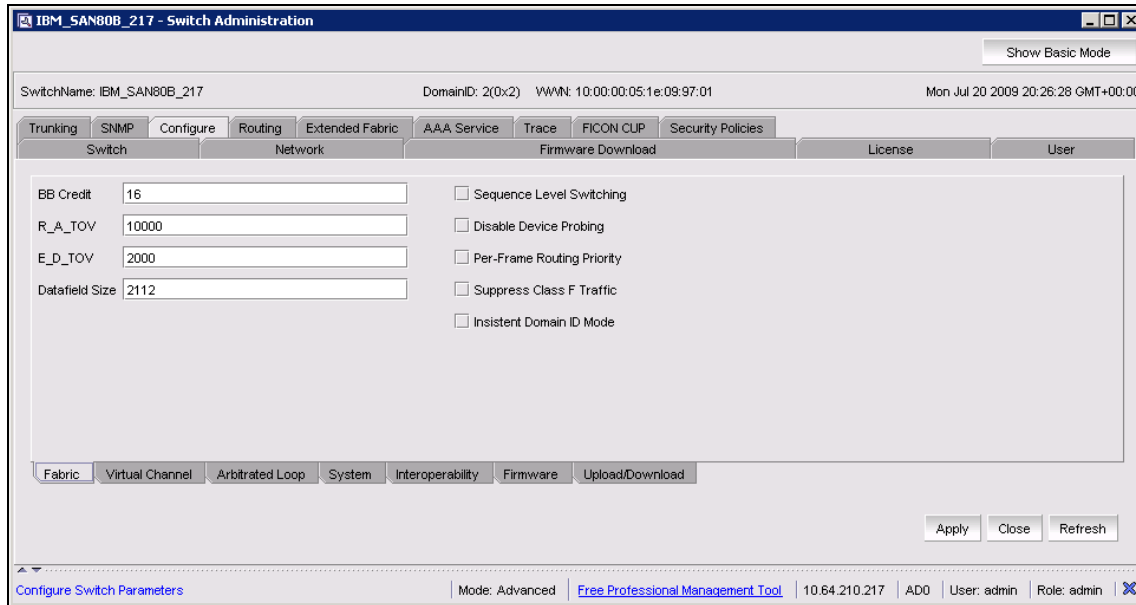 IBM_SAN80B_217 - Switch Administration
Show Basic Mode
SwitchName: IBM_SAN80B_217 DomainID: 2(0x2) WWN: 10:00:00:05:1e:09:97:01 Mon Jul 20 2009 20:26:28 GMT+00:00
Trunking SNMP Configure Routing Extended Fabric AAA Service Trace FICON CUP Security Policies
Switch Network Firmware Download License User
BB Credit 16 Sequence Level Switching
R_A_TOV 10000 Disable Device Probing
E_D_TOV 2000 Per-Frame Routing Priority
Datafield Size 2112 Suppress Class F Traffic
Insistent Domain ID Mode
Fabric Virtual Channel Arbitrated Loop System Interoperability Firmware Upload/Download
Apply Close Refresh
Configure Switch Parameters Mode: Advanced Free Professional Management Tool 10.64.210.217 AD0 User: admin Role: admin